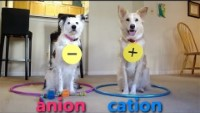 − +
anion cation